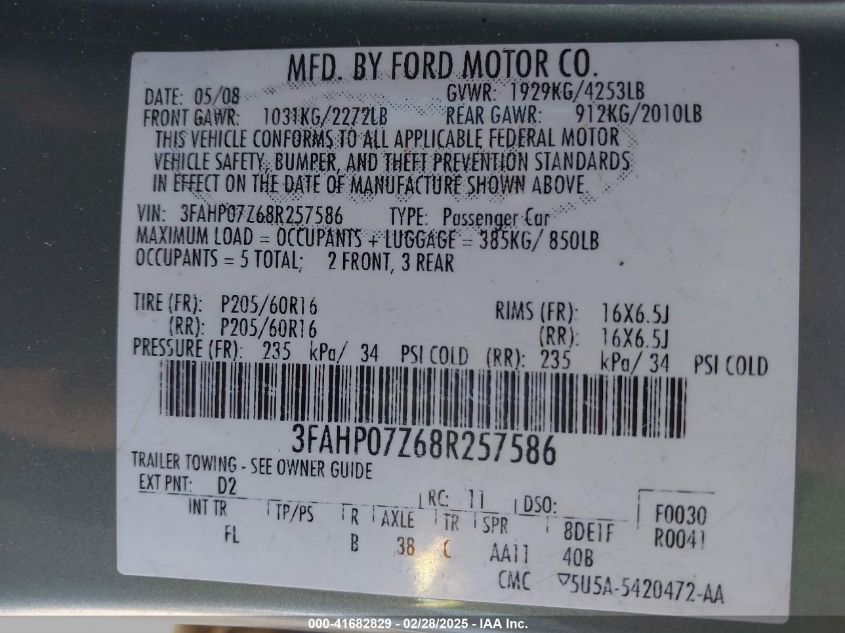 MFD. BY FORD MOTOR CO.
DATE: 05/08 GVWR: 1929KG/4253LB
FRONT GAWR: 1031KG/2272LB REAR GAWR: 912KG/2010LB
THIS VEHICLE CONFORMS TO ALL APPLICABLE FEDERAL MOTOR
VEHICLE SAFETY, BUMPER, AND THEFT PREVENTION STANDARDS
IN EFFECT ON THE DATE OF MANUFACTURE SHOWN ABOVE.
VIN: 3FAHP07Z68R257586 TYPE: Passenger Car
MAXIMUM LOAD = OCCUPANTS + LUGGAGE = 385KG/ 850LB
OCCUPANTS = 5 TOTAL; 2 FRONT, 3 REAR
TIRE (FR): P205/60R16 RIMS (FR): 16X6.5J
(RR): P205/60R16 (RR): 16X6.5J
PRESSURE (FR): 235 kPa/ 34 PSI COLD (RR): 235 kPa/ 34 PSI COLD
3FAHP07Z68R257586
TRAILER TOWING - SEE OWNER GUIDE
EXT PNT: D2 RC: 11 DSO: F0030
INT TR TP/PS R AXLE TR SPR 8DE1F R0041
FL B 38 C AA11 40B
CMC 5U5A-5420472-AA
000-41682829 - 02/28/2025 - IAA Inc.